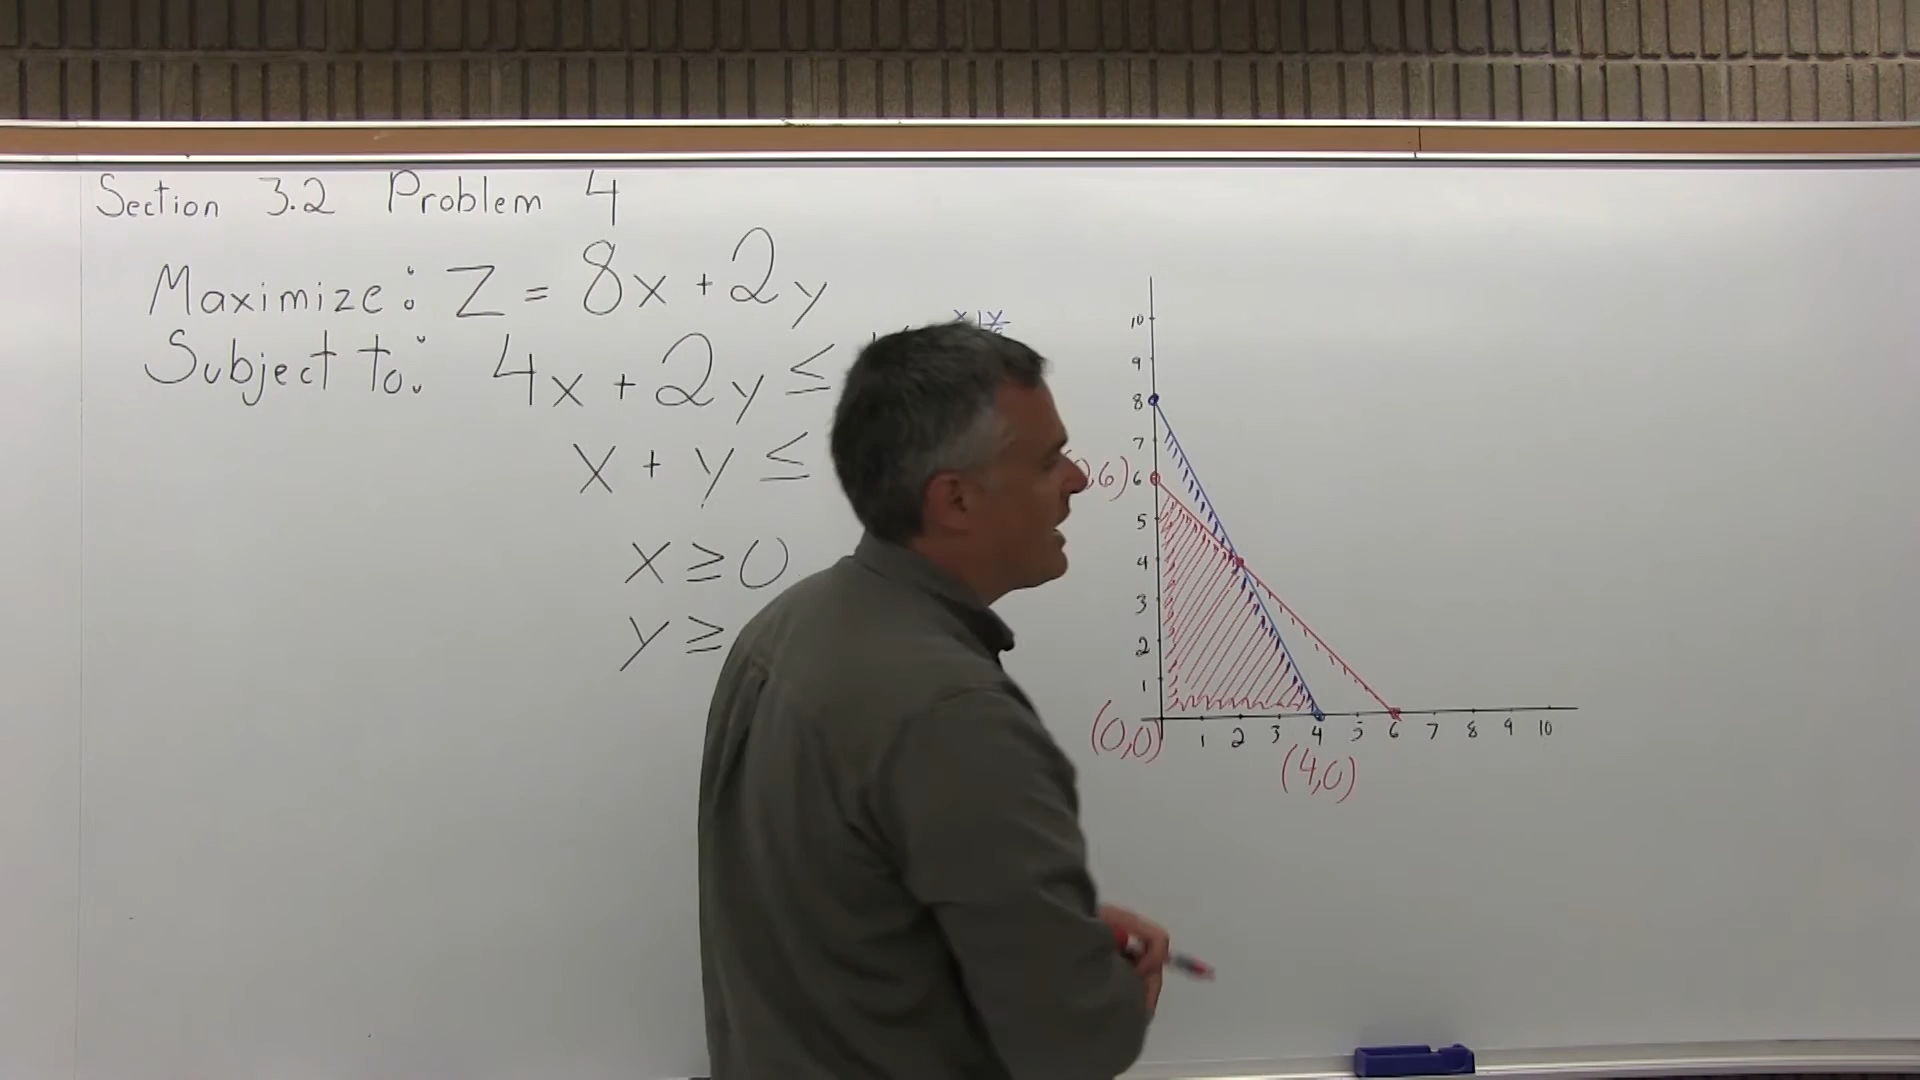 Section 3.2 Problem 4
Maximize: Z = 8x + 2y
Subject to: 4x + 2y ≤
x + y ≤
x ≥ 0
y ≥
x y
10
9
8
7
,6) 6
5
4
3
2
1
(0,0) 1 2 3 4 5 6 7 8 9 10
(4,0)